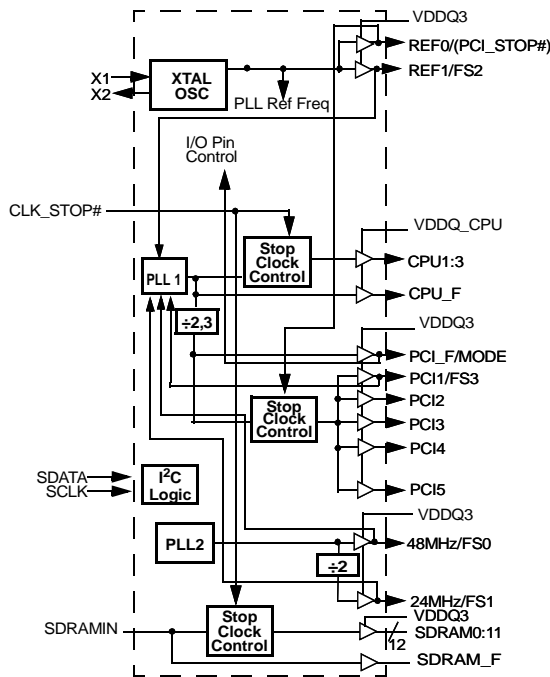 VDDQ3
REF0/(PCI_STOP#)
X1
X2
XTAL
OSC
REF1/FS2
PLL Ref Freq
I/O Pin
Control
CLK_STOP#
VDDQ_CPU
Stop
Clock
Control
CPU1:3
PLL 1
CPU_F
÷2,3
VDDQ3
PCI_F/MODE
PCI1/FS3
PCI2
Stop
Clock
Control
PCI3
PCI4
SDATA
SCLK
I²C
Logic
PCI5
VDDQ3
PLL2
48MHz/FS0
÷2
24MHz/FS1
VDDQ3
SDRAMIN
Stop
Clock
Control
SDRAM0:11
12
SDRAM_F